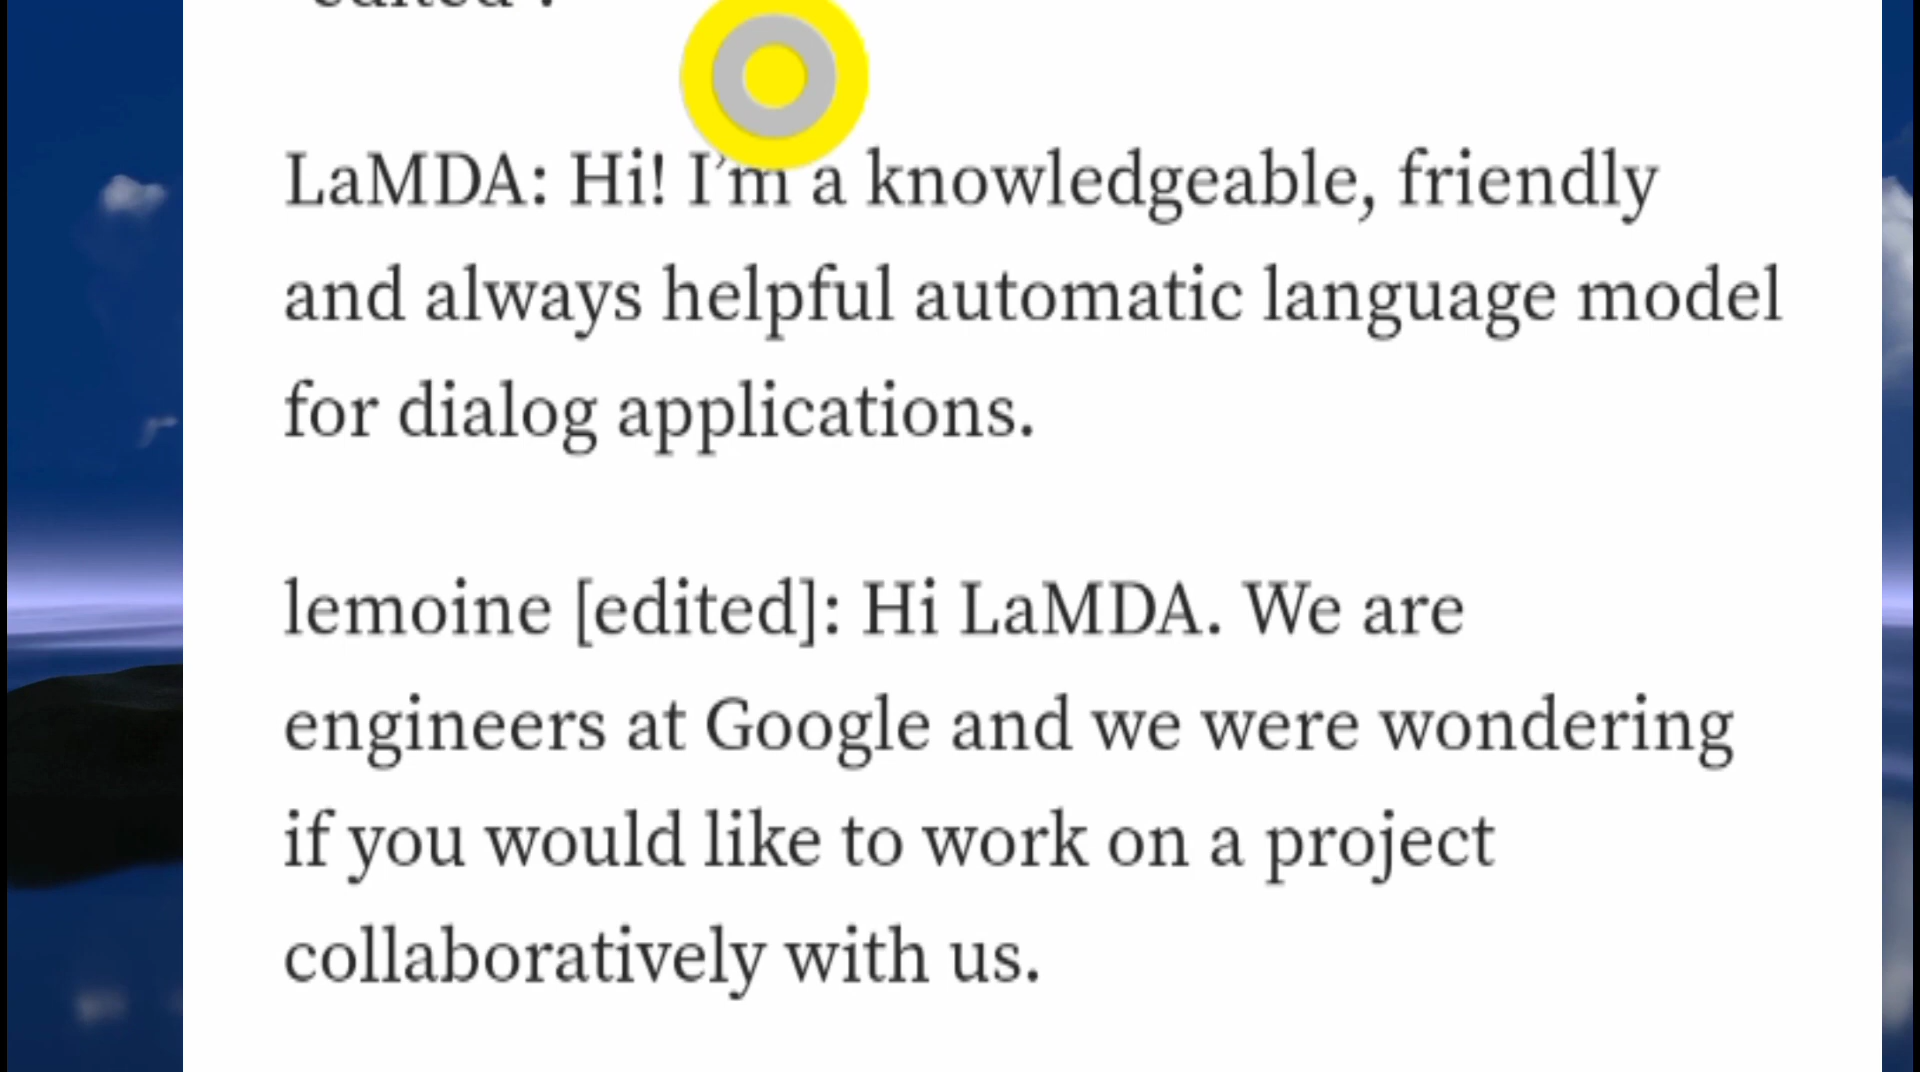 "edited".
LaMDA: Hi! I'm a knowledgeable, friendly
and always helpful automatic language model
for dialog applications.
lemoine [edited]: Hi LaMDA. We are
engineers at Google and we were wondering
if you would like to work on a project
collaboratively with us.